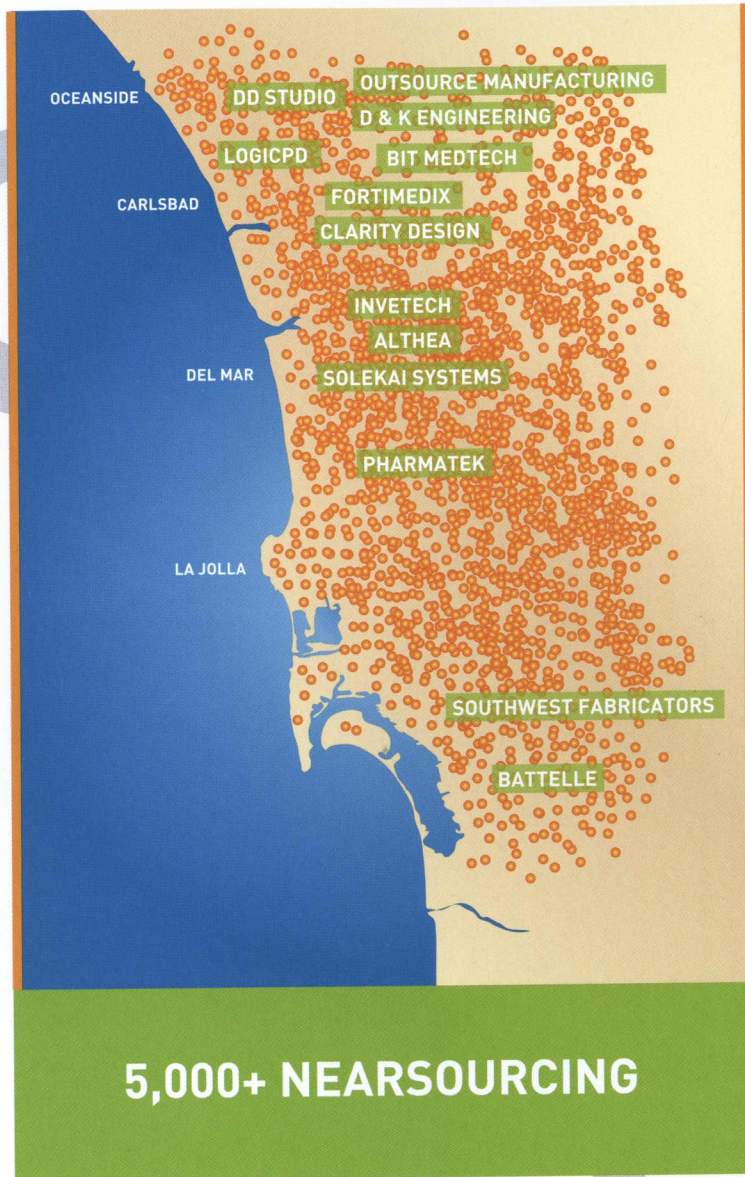 OUTSOURCE MANUFACTURING
OCEANSIDE
DD STUDIO
D & K ENGINEERING
LOGICPD
BIT MEDTECH
CARLSBAD
FORTIMEDIX
CLARITY DESIGN
INVETECH
ALTHEA
DEL MAR
SOLEKAI SYSTEMS
PHARMATEK
LA JOLLA
SOUTHWEST FABRICATORS
BATTELLE
5,000+ NEARSOURCING